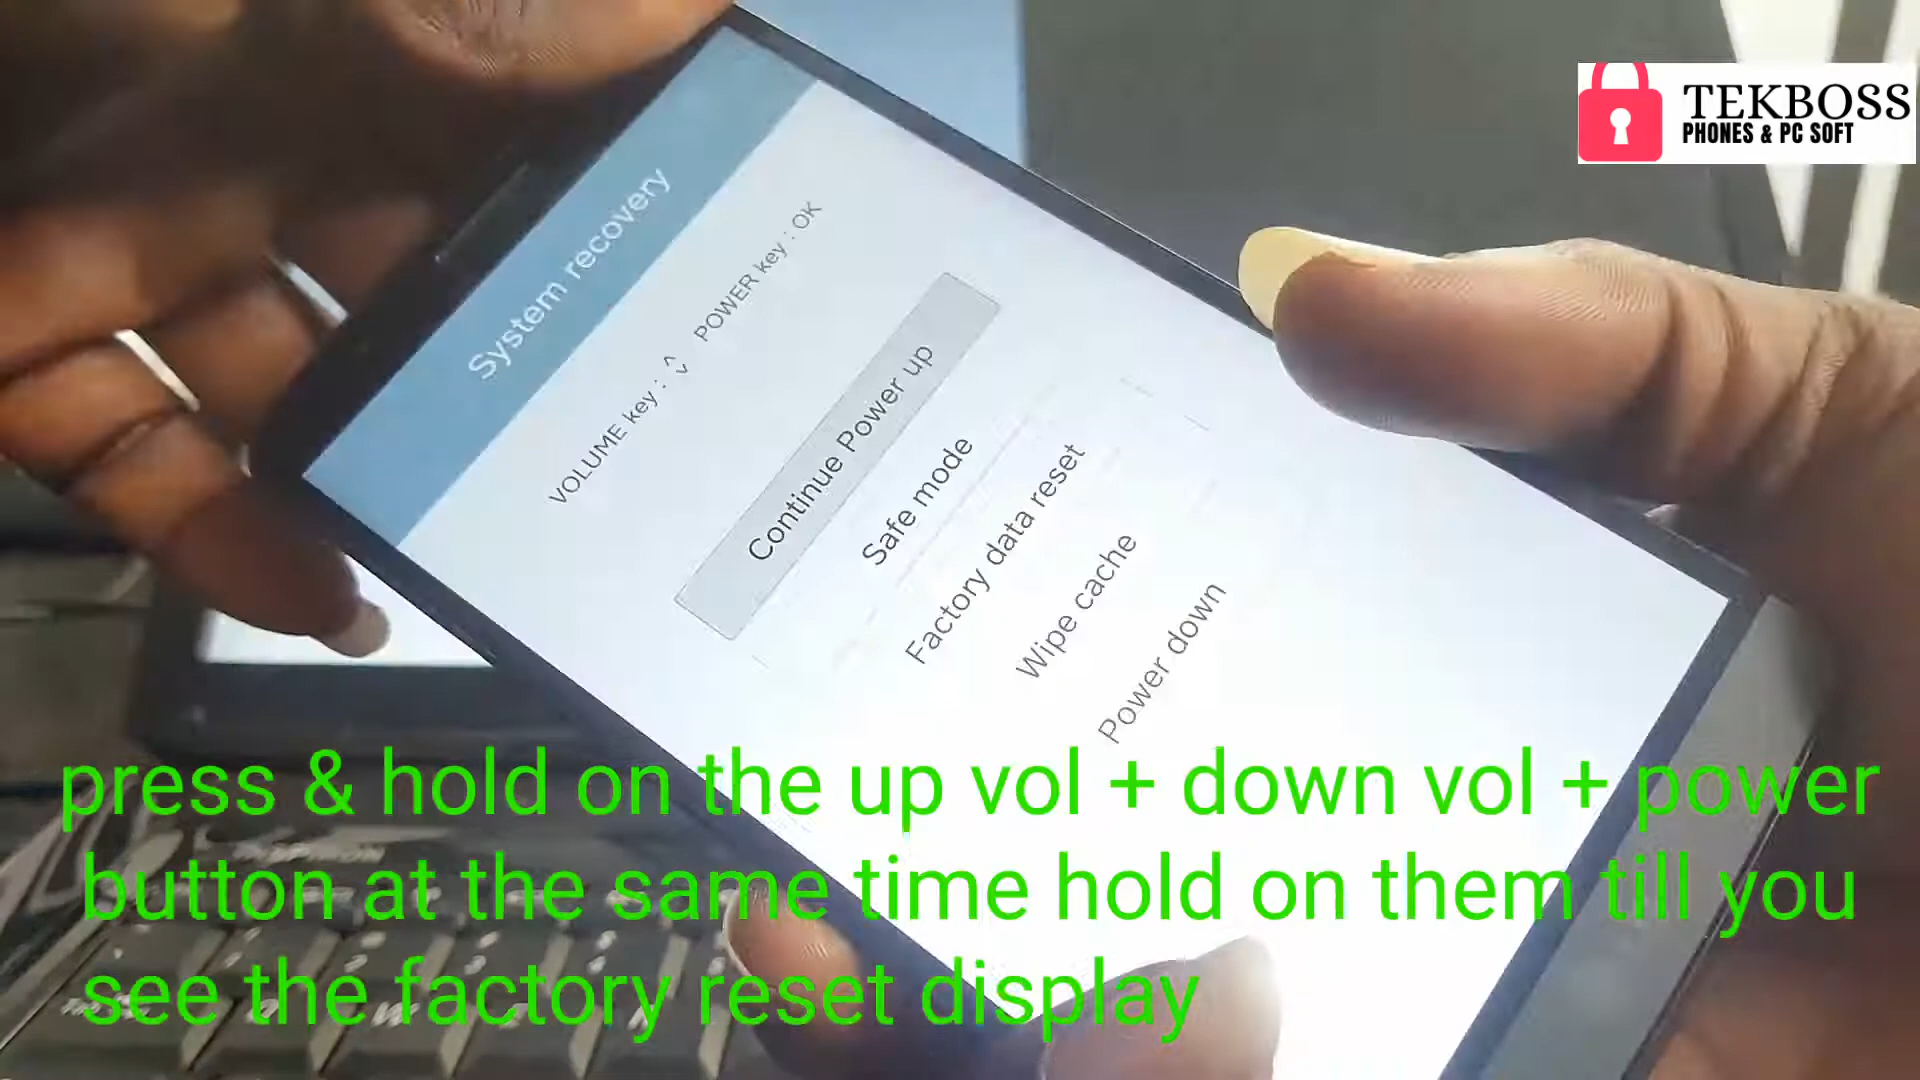 TEKBOSS
PHONES & PC SOFT
System recovery
VOLUME key : POWER key : OK
Continue Power up
Safe mode
Factory data reset
Wipe cache
Power down
press & hold on the up vol + down vol + power
button at the same time hold on them till you
see the factory reset display